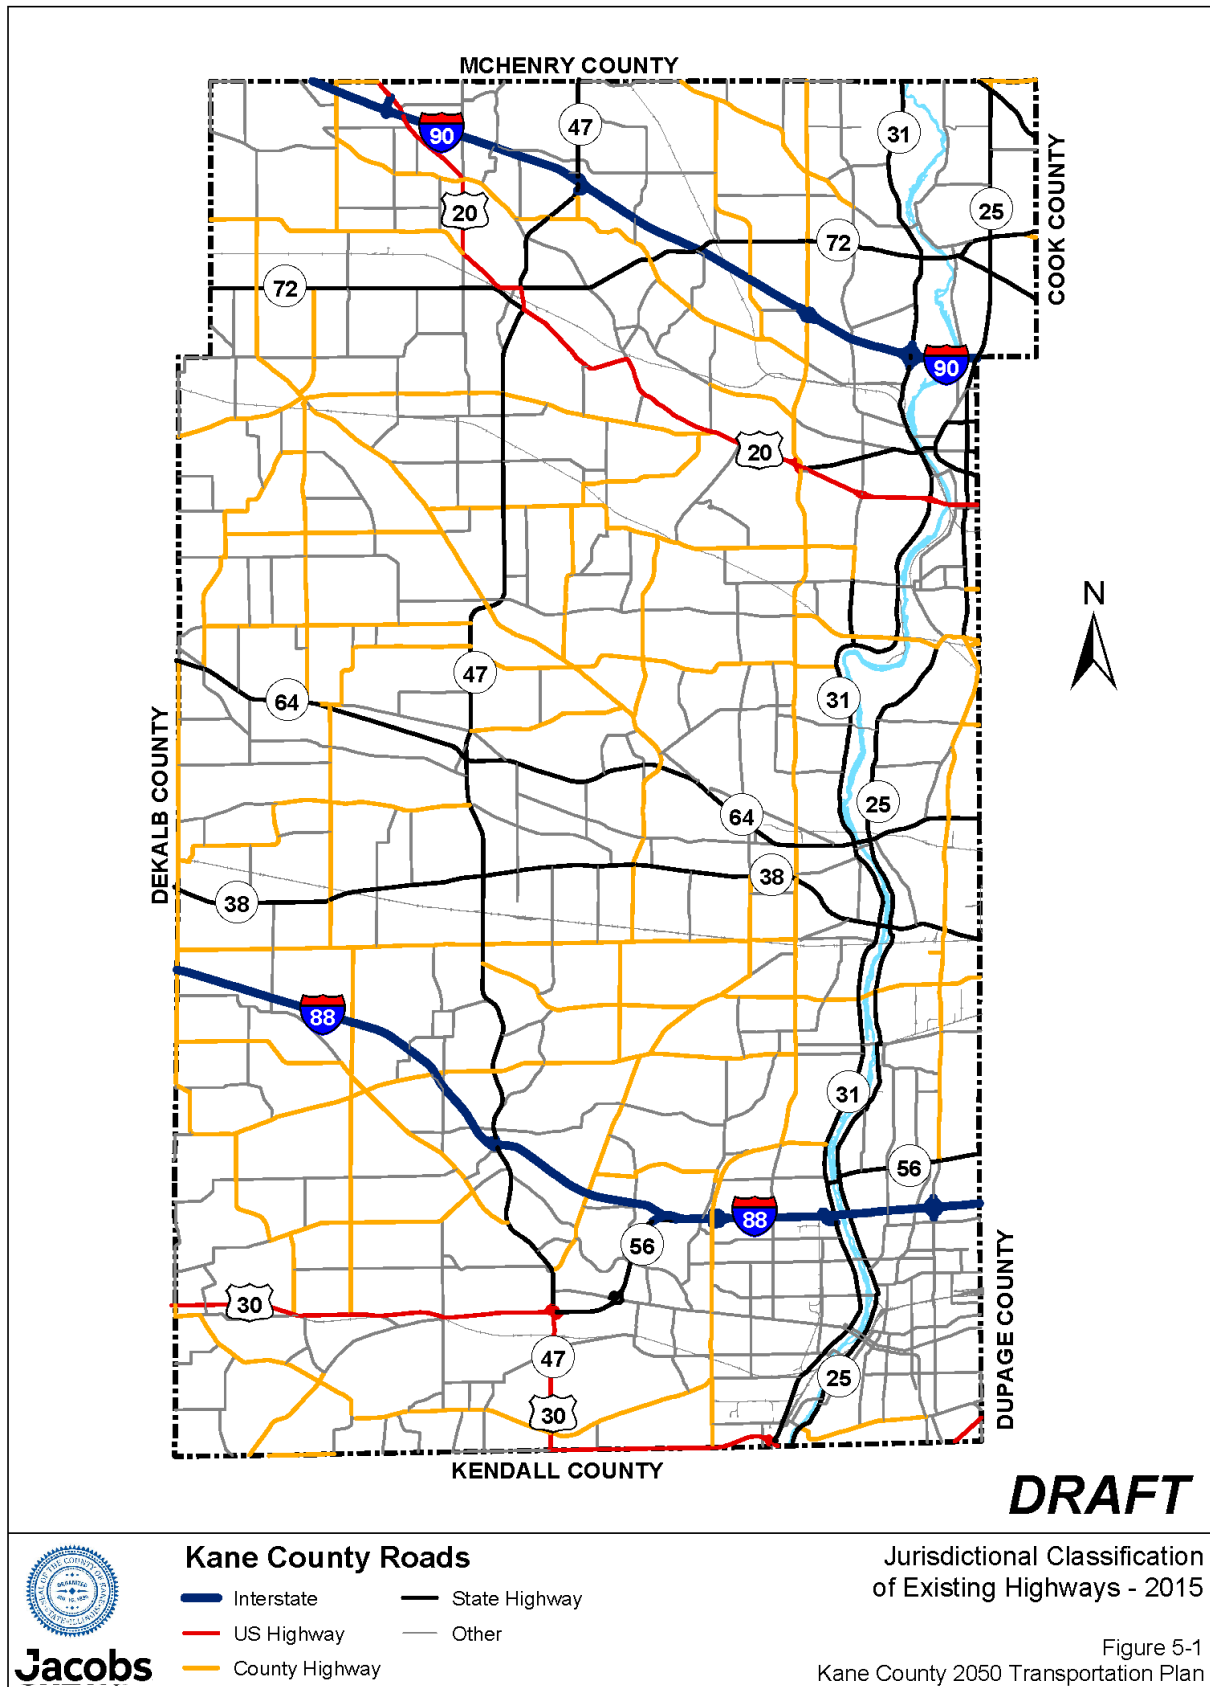 MCHENRY COUNTY
90
47
31
20
25
72
72
COOK COUNTY
90
20
N
47
64
31
DEKALB COUNTY
25
64
38
38
88
31
56
88
56
DUPAGE COUNTY
30
47
25
30
KENDALL COUNTY
DRAFT
Kane County Roads
Interstate
State Highway
US Highway
Other
County Highway
Jacobs
Jurisdictional Classification
of Existing Highways - 2015
Figure 5-1
Kane County 2050 Transportation Plan